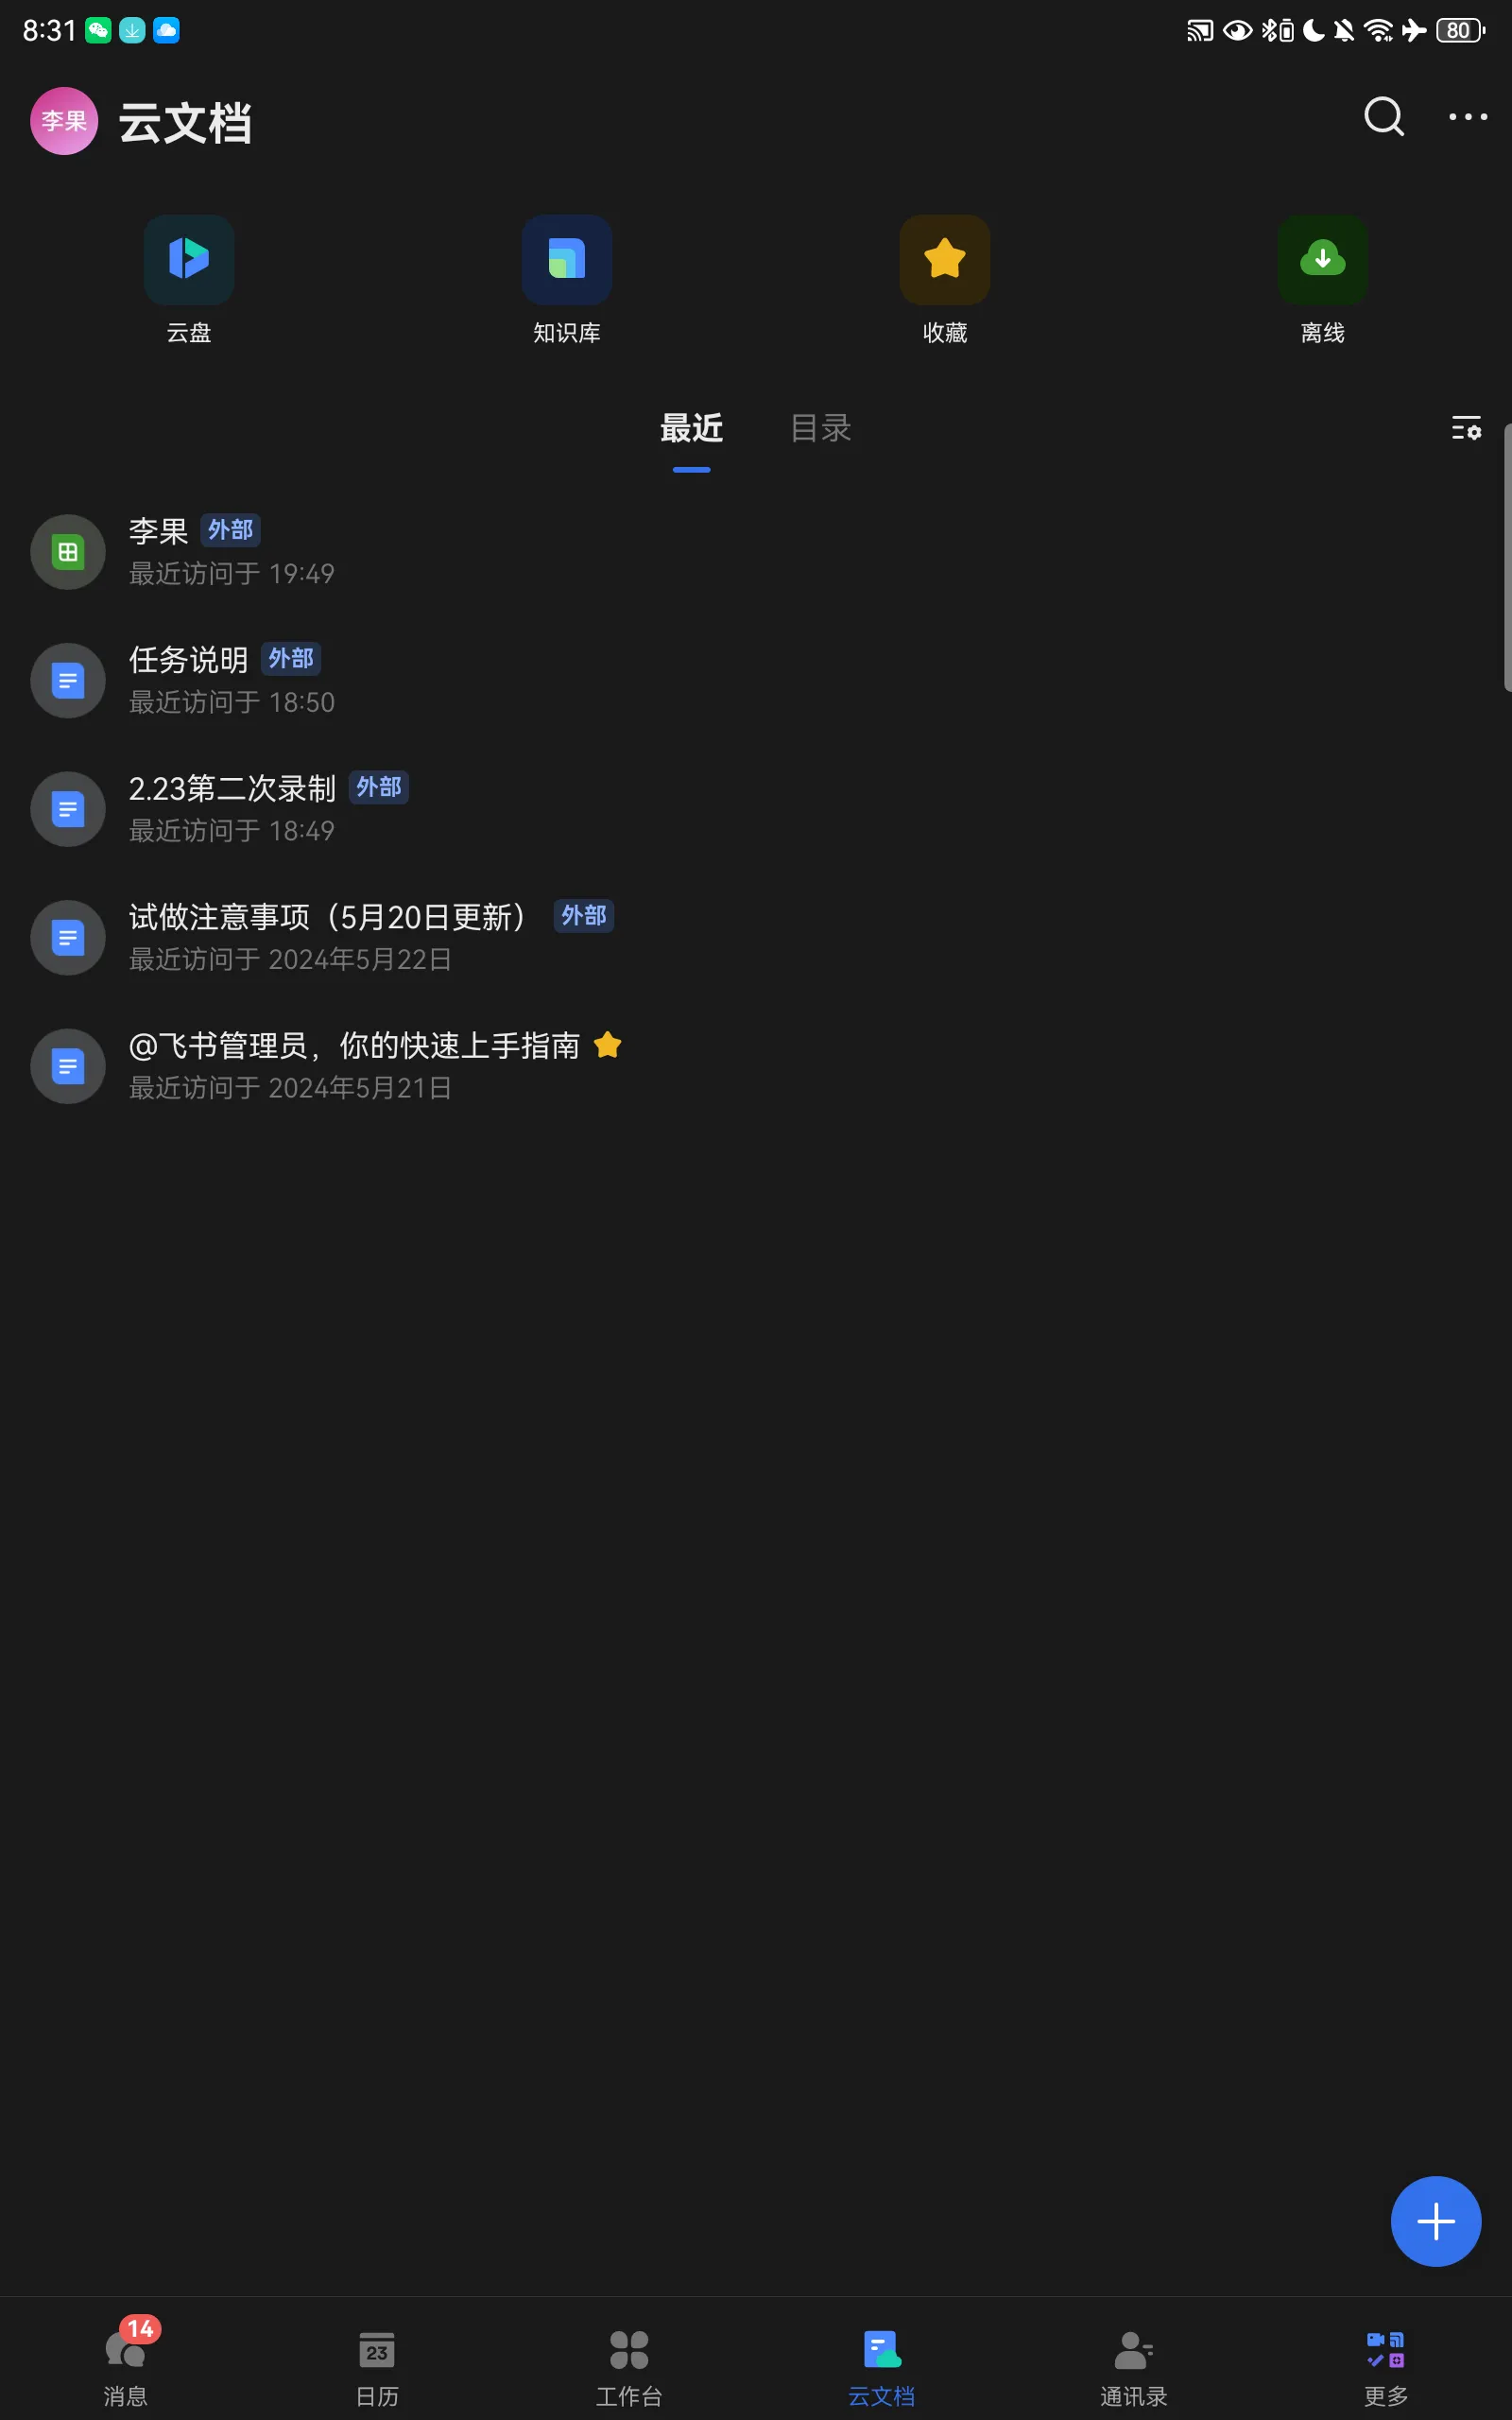 8:31
80
李果
云文档
云盘
知识库
收藏
离线
最近
目录
李果 外部
最近访问于 19:49
任务说明 外部
最近访问于 18:50
2.23第二次录制 外部
最近访问于 18:49
试做注意事项（5月20日更新） 外部
最近访问于 2024年5月22日
@飞书管理员，你的快速上手指南
最近访问于 2024年5月21日
14
消息
23
日历
工作台
云文档
通讯录
更多